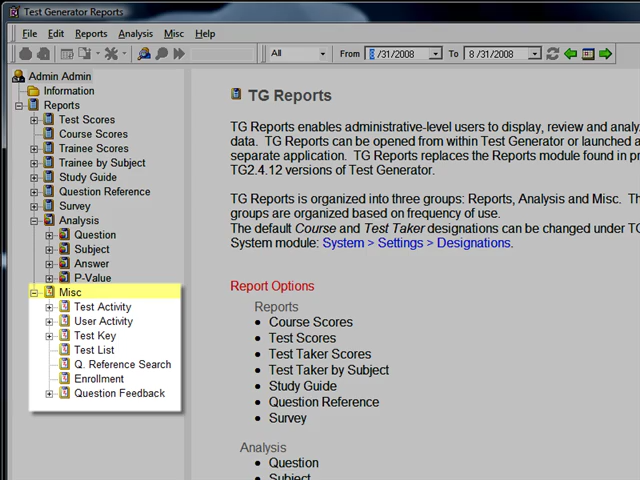 Test Generator Reports
File Edit Reports Analysis Misc Help
All From 8/31/2008 To 8/31/2008
Admin Admin
Information
Reports
Test Scores
Course Scores
Trainee Scores
Trainee by Subject
Study Guide
Question Reference
Survey
Analysis
Question
Subject
Answer
P-Value
Misc
Test Activity
User Activity
Test Key
Test List
Q. Reference Search
Enrollment
Question Feedback
TG Reports
TG Reports enables administrative-level users to display, review and analy
data. TG Reports can be opened from within Test Generator or launched a
separate application. TG Reports replaces the Reports module found in pr
TG2.4.12 versions of Test Generator.
TG Reports is organized into three groups: Reports, Analysis and Misc. Th
groups are organized based on frequency of use.
The default Course and Test Taker designations can be changed under TG
System module: System > Settings > Designations.
Report Options
Reports
• Course Scores
• Test Scores
• Test Taker Scores
• Test Taker by Subject
• Study Guide
• Question Reference
• Survey
Analysis
• Question
• Subject